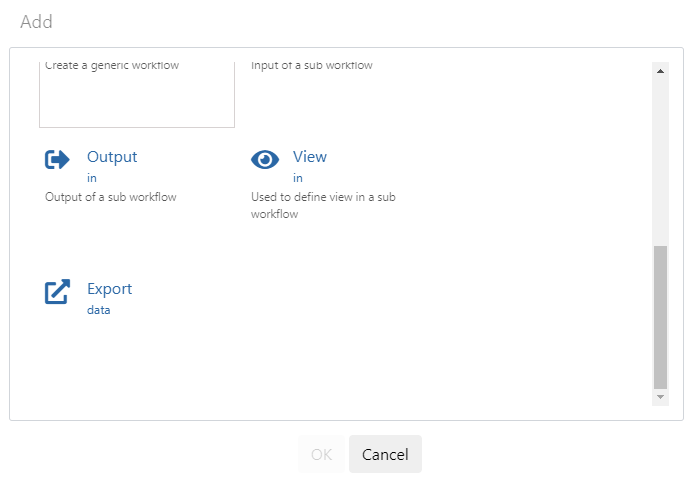 Add
Create a generic workflow
Input of a sub workflow
Output
in
Output of a sub workflow
View
in
Used to define view in a sub
workflow
Export
data
OK
Cancel